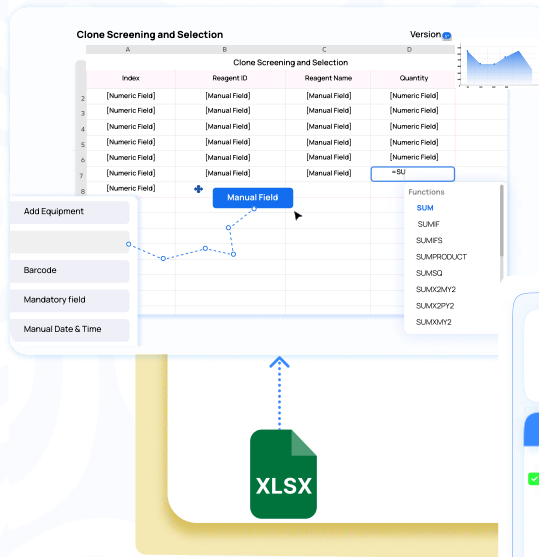 Clone Screening and Selection
Version
A B C D
Clone Screening and Selection
Index Reagent ID Reagent Name Quantity
2 [Numeric Field] [Manual Field] [Manual Field] [Numeric Field]
3 [Numeric Field] [Manual Field] [Manual Field] [Numeric Field]
4 [Numeric Field] [Manual Field] [Manual Field] [Numeric Field]
5 [Numeric Field] [Manual Field] [Manual Field] [Numeric Field]
6 [Numeric Field] [Manual Field] [Manual Field] [Numeric Field]
7 [Numeric Field] [Manual Field] [Manual Field] =SU
8 [Numeric Field]
Manual Field
Functions
SUM
SUMIF
SUMIFS
SUMPRODUCT
SUMSQ
SUMX2MY2
SUMX2PY2
SUMXMY2
Add Equipment
Barcode
Mandatory field
Manual Date & Time
XLSX